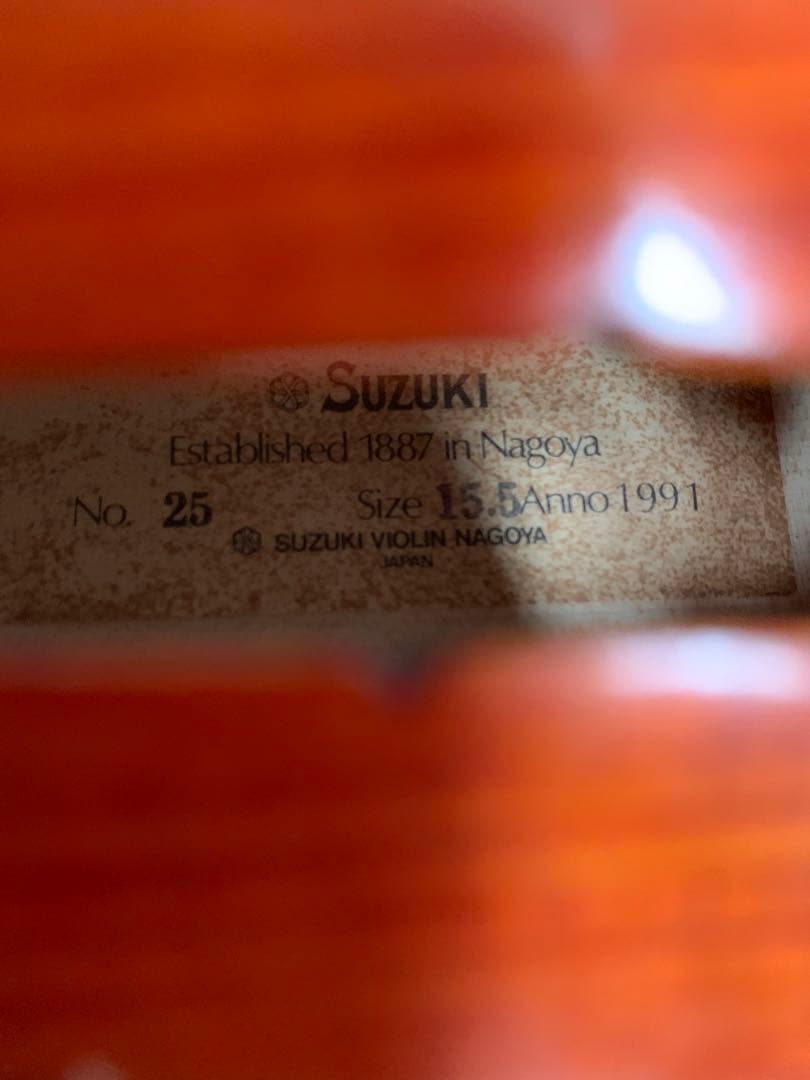 SUZUKI
Established 1887 in Nagoya
No. 25 Size 15.5 Anno 1991
SUZUKI VIOLIN NAGOYA
JAPAN